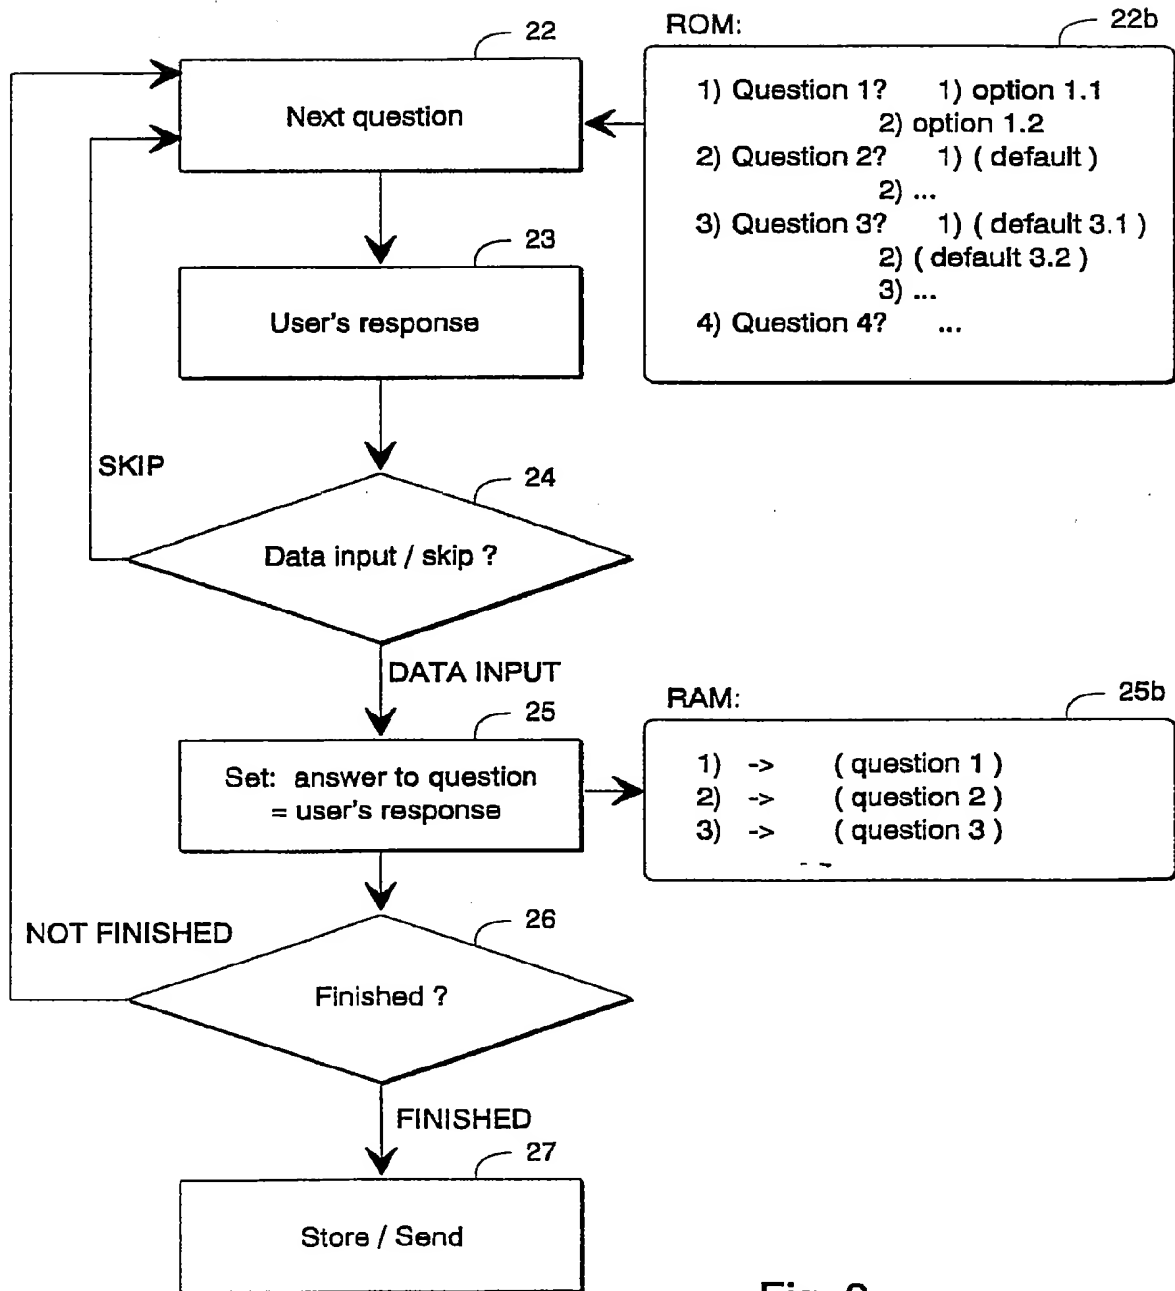 22
Next question
ROM:
22b
1) Question 1? 1) option 1.1
2) option 1.2
2) Question 2? 1) ( default )
2) ...
3) Question 3? 1) ( default 3.1 )
2) ( default 3.2 )
3) ...
4) Question 4? ...
23
User's response
SKIP
24
Data input / skip ?
DATA INPUT
25
Set: answer to question
= user's response
RAM:
25b
1) -> ( question 1 )
2) -> ( question 2 )
3) -> ( question 3 )
NOT FINISHED
26
Finished ?
FINISHED
27
Store / Send